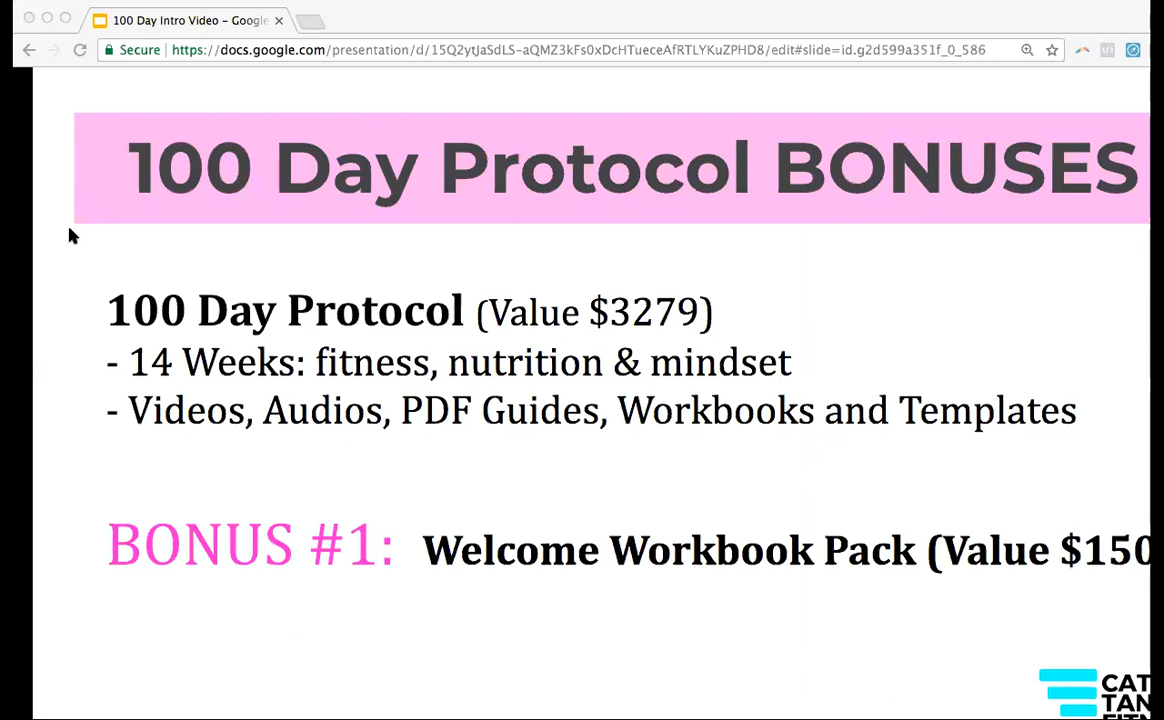 100 Day Intro Video – Google
Secure
https://docs.google.com/presentation/d/15Q2ytJaSdLS-aQMZ3kFs0xDcHTueceAfRTLYKuZPHD8/edit#slide=id.g2d599a351f_0_586
100 Day Protocol BONUSES
100 Day Protocol (Value $3279)
- 14 Weeks: fitness, nutrition & mindset
- Videos, Audios, PDF Guides, Workbooks and Templates
BONUS #1: Welcome Workbook Pack (Value $150
CAT
TAN
FIT